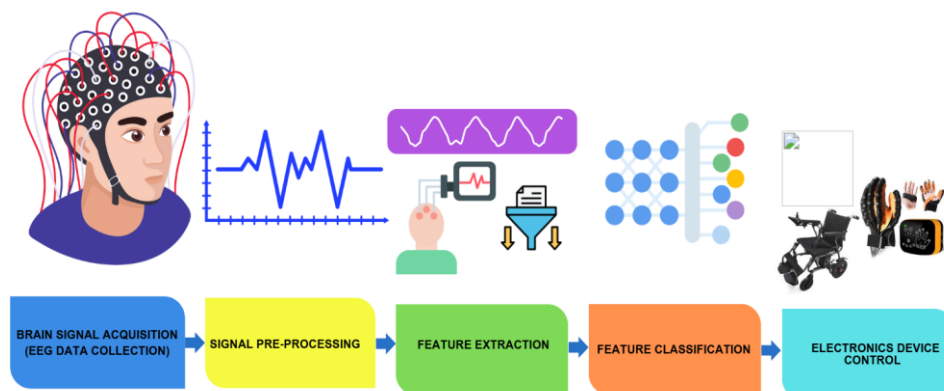 BRAIN SIGNAL ACQUISITION
(EEG DATA COLLECTION)
SIGNAL PRE-PROCESSING
FEATURE EXTRACTION
FEATURE CLASSIFICATION
ELECTRONICS DEVICE
CONTROL